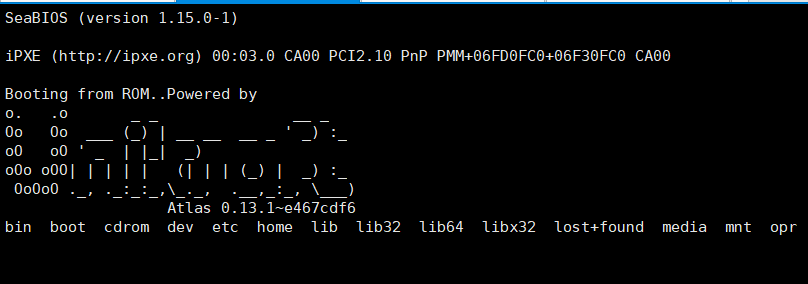 SeaBIOS (version 1.15.0-1)
iPXE (http://ipxe.org) 00:03.0 CA00 PCI2.10 PnP PMM+06FD0FC0+06F30FC0 CA00
Booting from ROM..Powered by
o.   .o       _ _               __ _
Oo   Oo  ___ (_) | __ __  __ _ ' _) :_
oO   oO ' _ `| | |/ /  _)' _` | |_|  _)
oOo oOO| | | | |   (| | | (_) |  _) :_
 OoOoO ._, ._:_:_,\_._,  .__,_:_, \___)
                  Atlas 0.13.1~e467cdf6
bin  boot  cdrom  dev  etc  home  lib  lib32  lib64  libx32  lost+found  media  mnt  opr